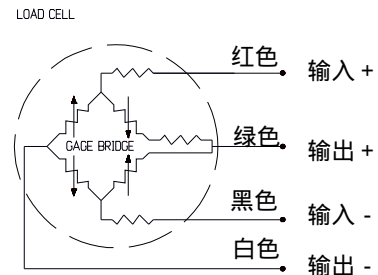 LOAD CELL
红色 输入 +
绿色 输出 +
GAGE BRIDGE
黑色 输入 -
白色 输出 -